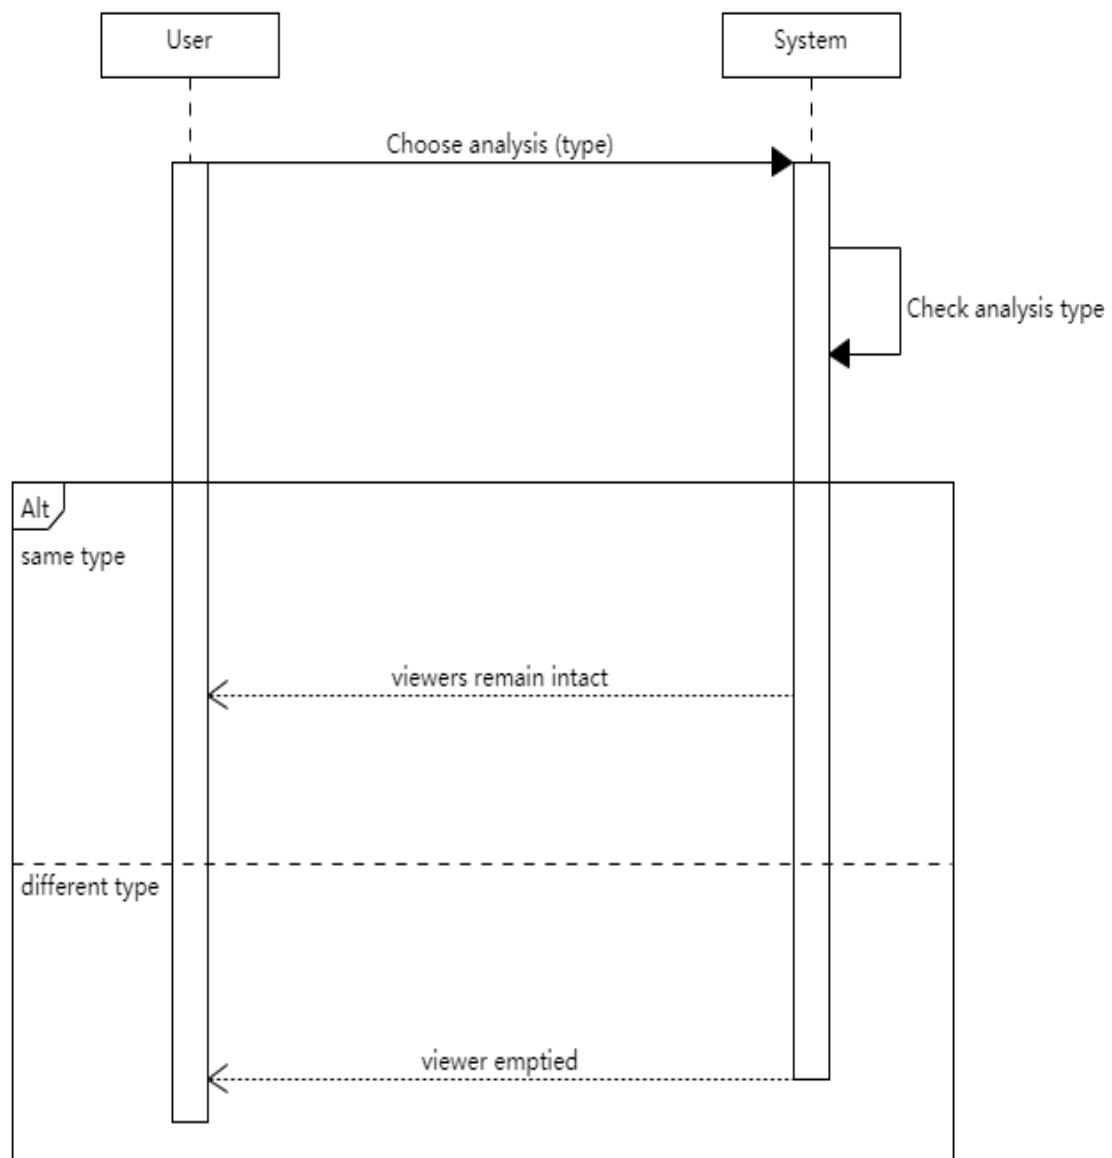 User
System
Choose analysis (type)
Check analysis type
Alt
same type
viewers remain intact
different type
viewer emptied